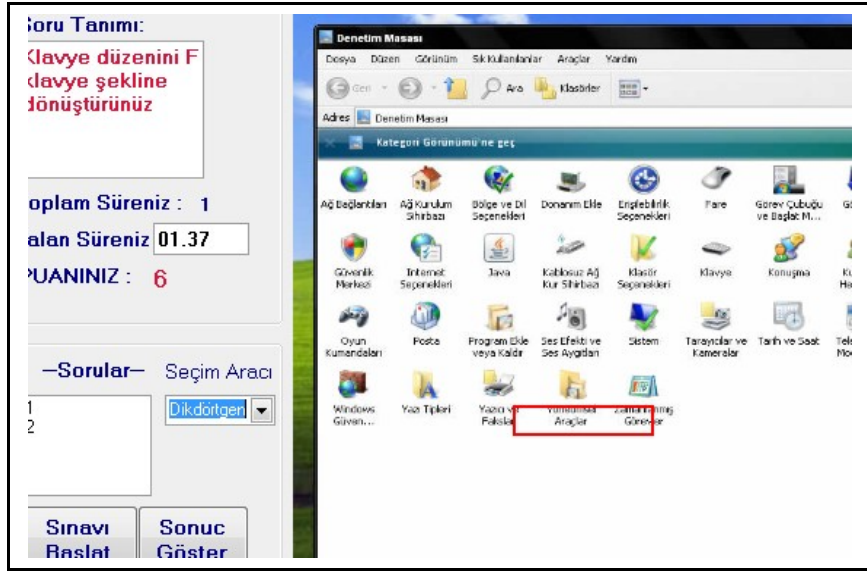 Soru Tanımı:
Klavye düzenini F
klavye şekline
dönüştürünüz
oplam Süreniz : 1
alan Süreniz 01.37
PUANINIZ : 6
–Sorular– Seçim Aracı
1
2
Dikdörtgen
Sınavı
Başlat
Sonuc
Göster
Denetim Masası
Dosya Düzen Görünüm Sık Kullanılanlar Araçlar Yardım
Geri Ara Klasörler
Adres Denetim Masası
Kategori Görünümü'ne geç
Ağ Bağlantıları
Ağ Kurulum
Sihirbazı
Bölge ve Dil
Seçenekleri
Donanım Ekle
Erişilebilirlik
Seçenekleri
Fare
Görev Çubuğu
ve Başlat M...
Güvenlik
Merkezi
İnternet
Seçenekleri
Java
Kablosuz Ağ
Kur Sihirbazı
Klasör
Seçenekleri
Klavye
Konuşma
Oyun
Kumandaları
Posta
Program Ekle
veya Kaldır
Ses Efekti ve
Ses Aygıtları
Sistem
Tarayıcılar ve
Kameralar
Tarih ve Saat
Windows
Güven...
Yazı Tipleri
Yazıcı ve
Fakslar
Yönetimsel
Araçlar
Zamanlanmış
Görevler